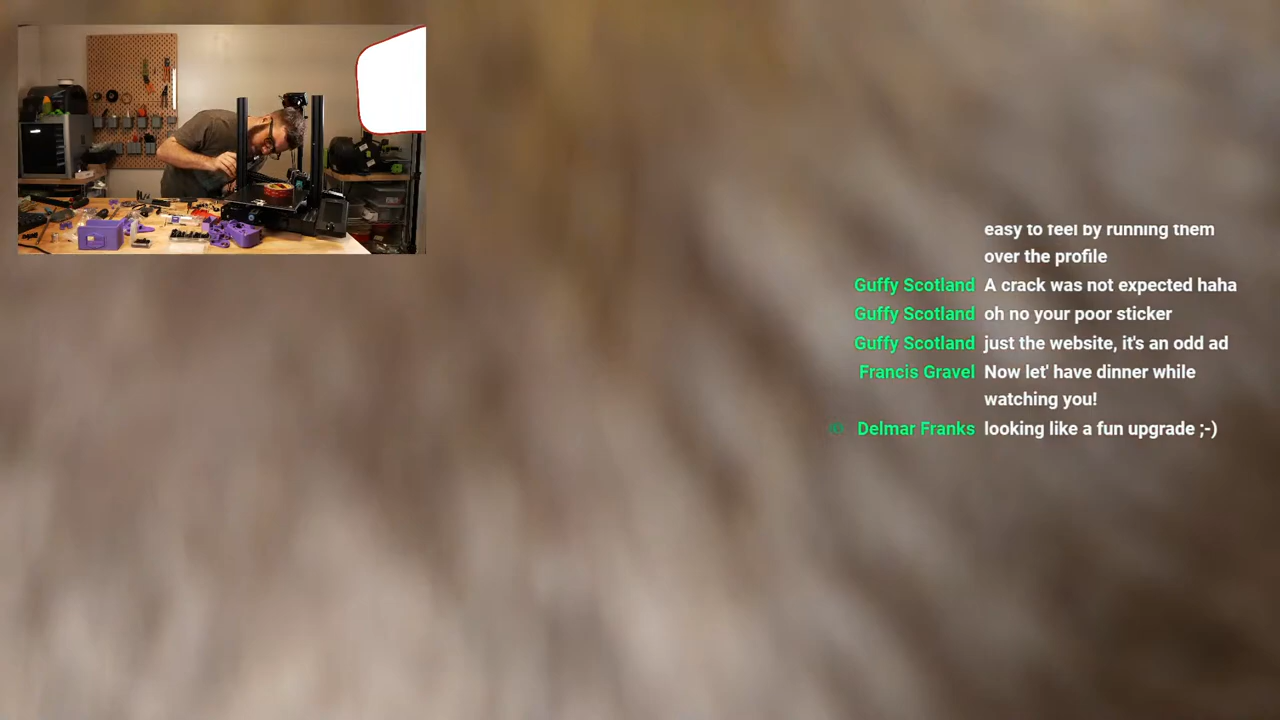 easy to feel by running them
over the profile
Guffy Scotland A crack was not expected haha
Guffy Scotland oh no your poor sticker
Guffy Scotland just the website, it's an odd ad
Francis Gravel Now let' have dinner while
watching you!
Delmar Franks looking like a fun upgrade ;-)